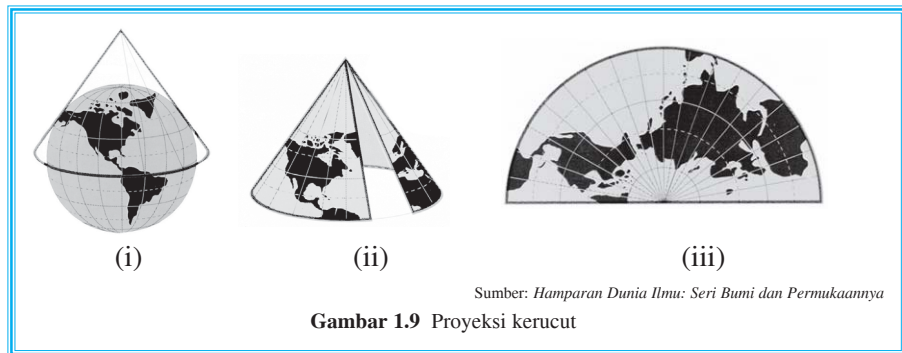 (i) (ii) (iii)
Sumber: Hamparan Dunia Ilmu: Seri Bumi dan Permukaannya
Gambar 1.9 Proyeksi kerucut